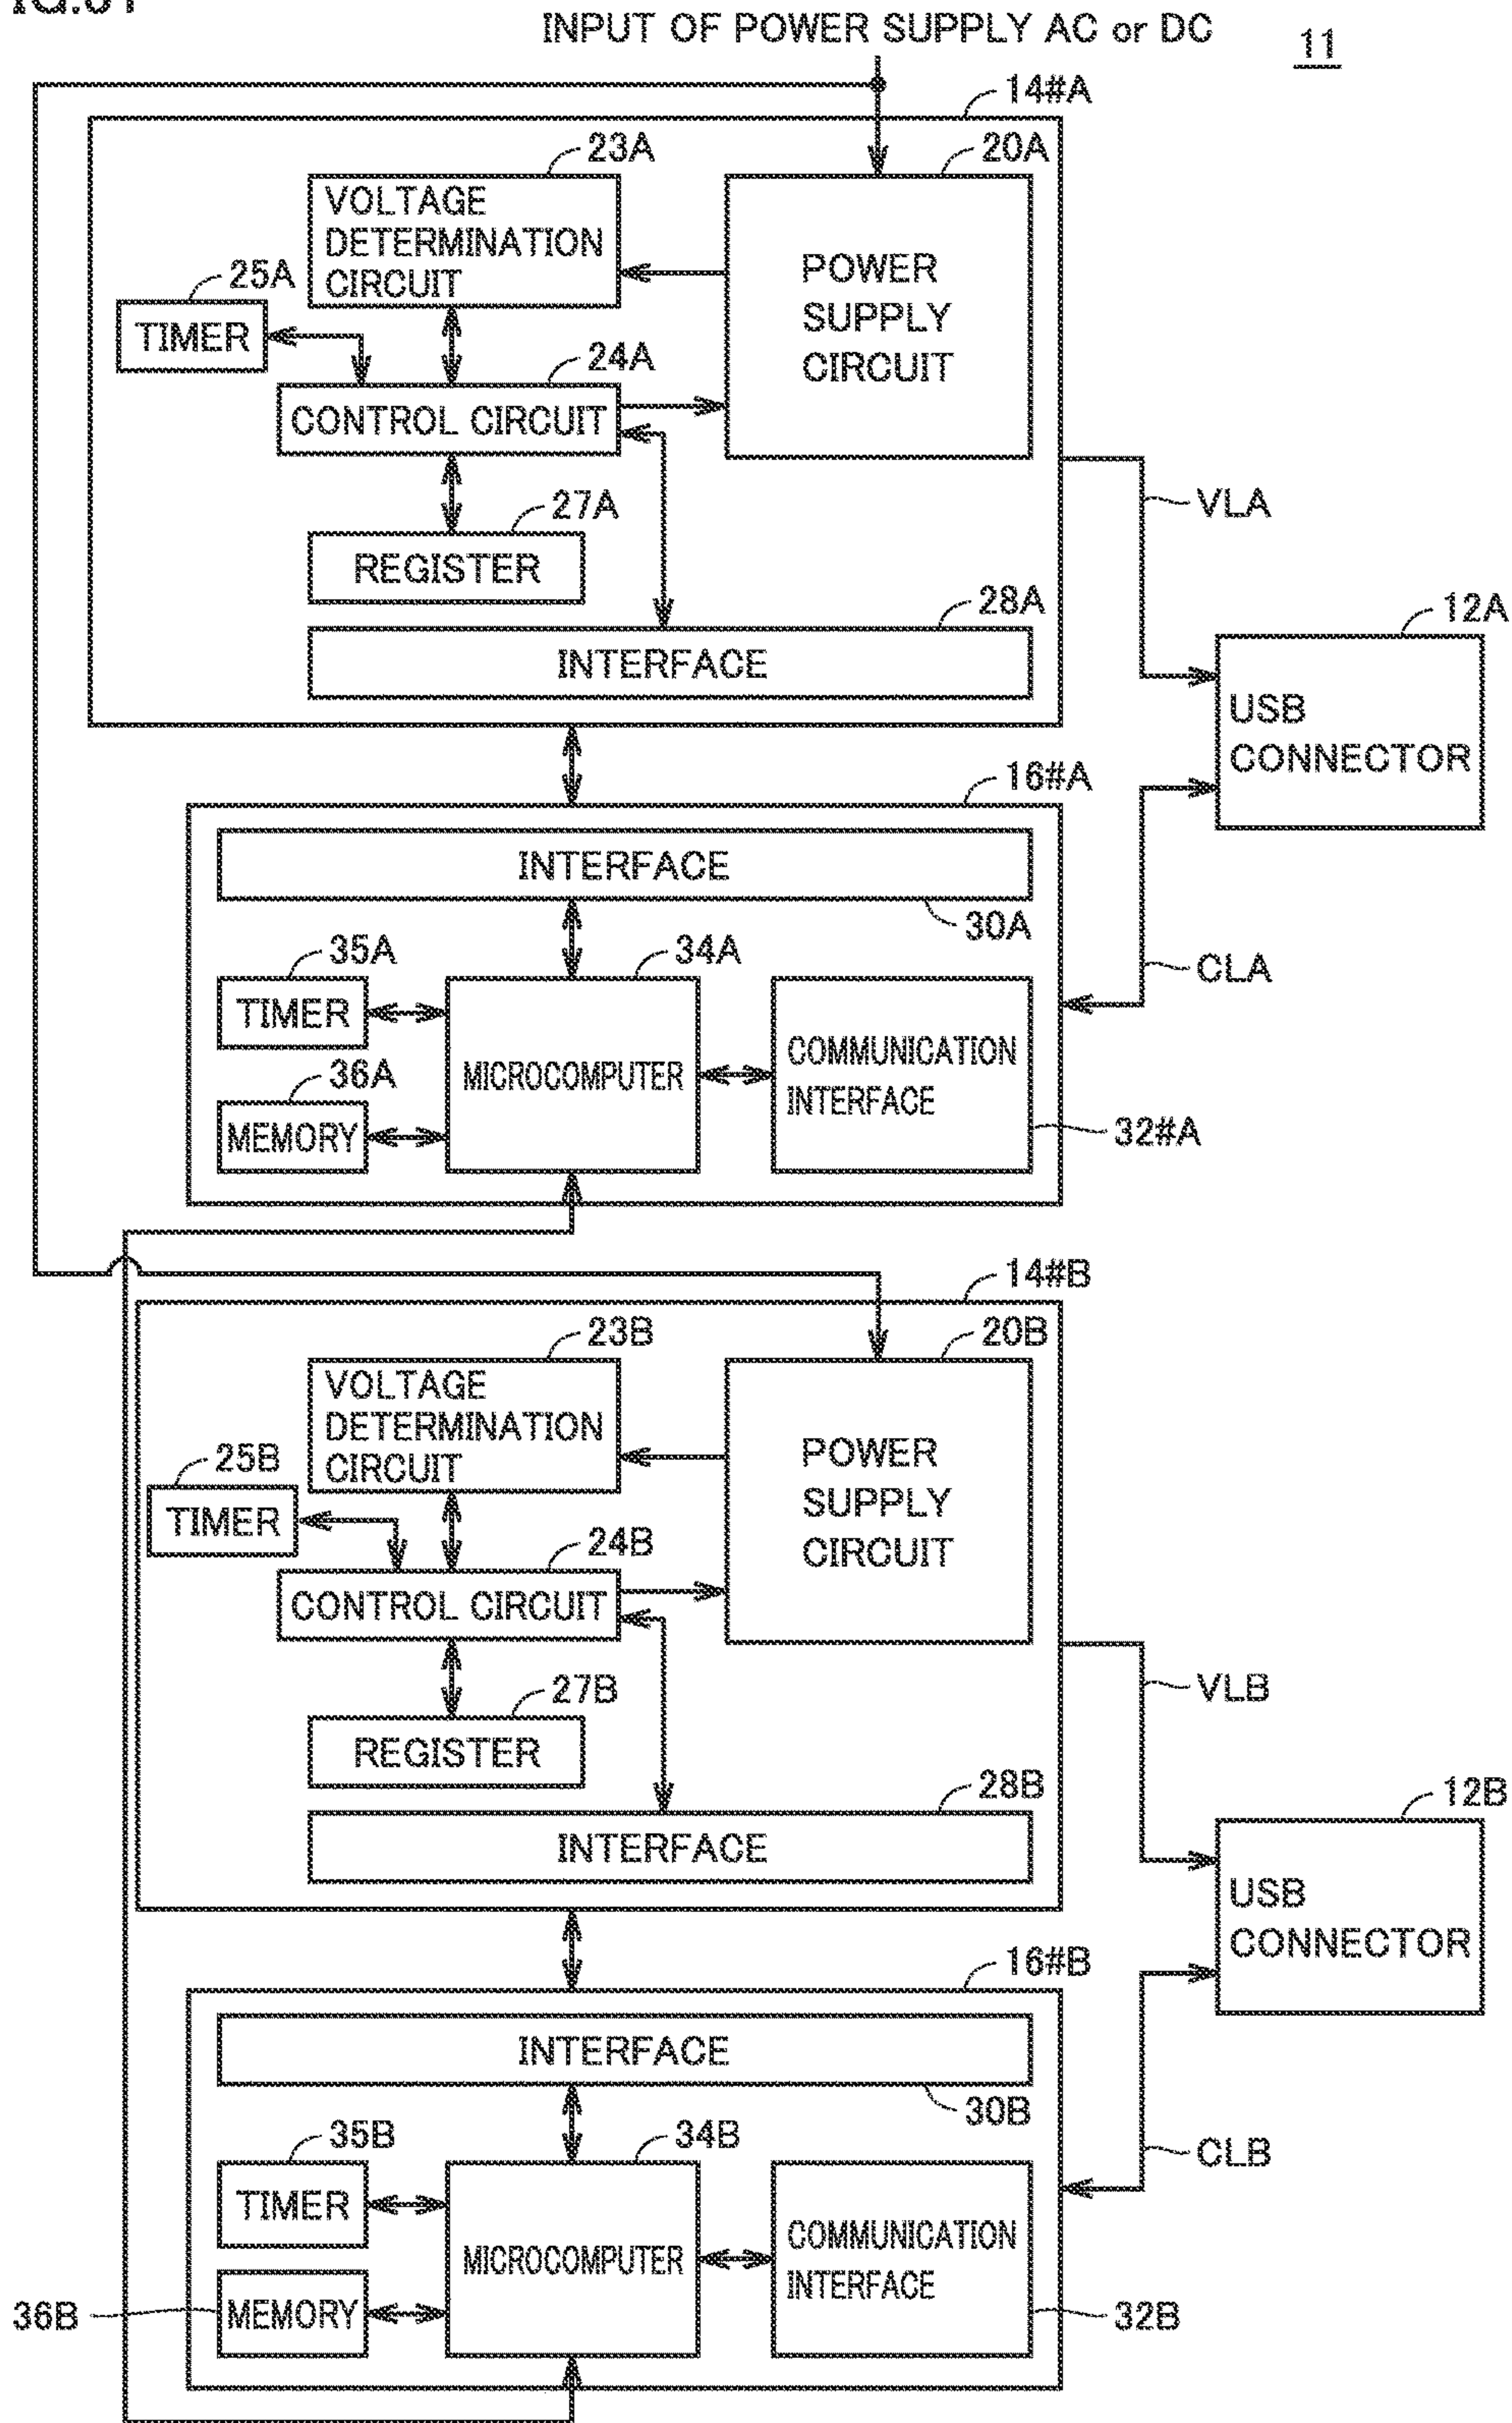 INPUT OF POWER SUPPLY AC or DC
11
14#A
23A
20A
VOLTAGE
DETERMINATION
CIRCUIT
POWER
SUPPLY
CIRCUIT
25A
TIMER
24A
CONTROL CIRCUIT
VLA
27A
REGISTER
28A
INTERFACE
12A
USB
CONNECTOR
16#A
INTERFACE
30A
CLA
35A
TIMER
34A
MICROCOMPUTER
COMMUNICATION
INTERFACE
36A
MEMORY
32#A
14#B
23B
20B
VOLTAGE
DETERMINATION
CIRCUIT
POWER
SUPPLY
CIRCUIT
25B
TIMER
24B
CONTROL CIRCUIT
VLB
27B
REGISTER
28B
INTERFACE
12B
USB
CONNECTOR
16#B
INTERFACE
30B
CLB
35B
TIMER
34B
MICROCOMPUTER
COMMUNICATION
INTERFACE
36B
MEMORY
32B